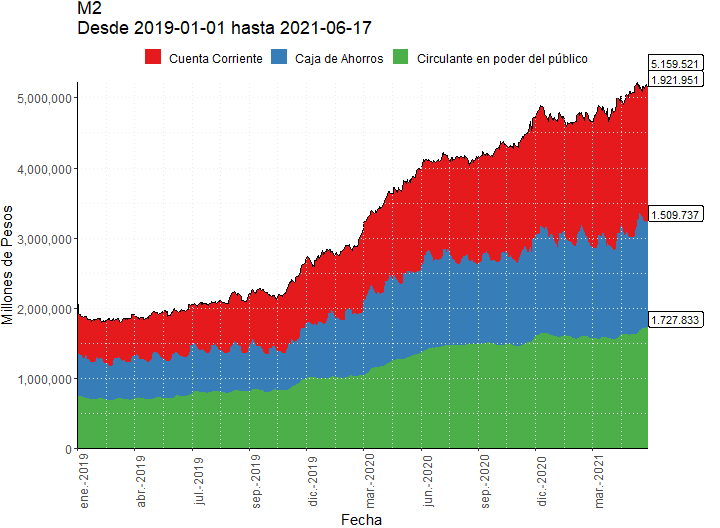 M2
Desde 2019-01-01 hasta 2021-06-17
Cuenta Corriente Caja de Ahorros Circulante en poder del público
5.159.521
1.921.951
1.509.737
1.727.833
Millones de Pesos
5,000,000
4,000,000
3,000,000
2,000,000
1,000,000
0
ene.-2019
abr.-2019
jul.-2019
sep.-2019
dic.-2019
mar.-2020
jun.-2020
sep.-2020
dic.-2020
mar.-2021
Fecha